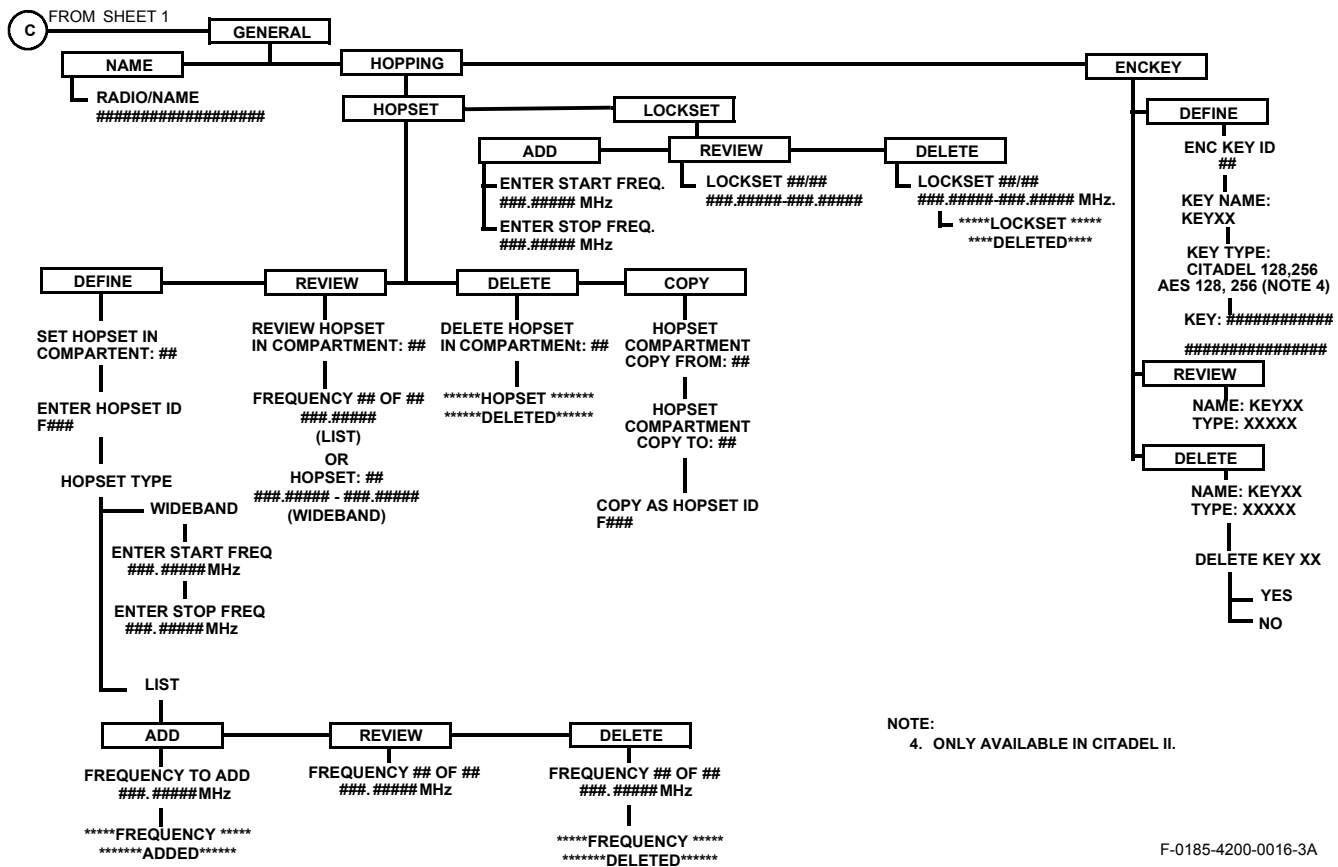 C
FROM SHEET 1
GENERAL
NAME
HOPPING
ENCKEY
RADIO/NAME
###################
HOPSET
LOCKSET
ADD
REVIEW
DELETE
ENTER START FREQ.
###.##### MHz
ENTER STOP FREQ.
###.##### MHz
LOCKSET ##/##
###.#####-###.#####
LOCKSET ##/##
###.#####-###.##### MHz.
*****LOCKSET *****
****DELETED****
DEFINE
ENC KEY ID
##
KEY NAME:
KEYXX
KEY TYPE:
CITADEL 128,256
AES 128, 256 (NOTE 4)
KEY: ############
################
REVIEW
NAME: KEYXX
TYPE: XXXXX
DELETE
NAME: KEYXX
TYPE: XXXXX
DELETE KEY XX
YES
NO
DEFINE
REVIEW
DELETE
COPY
SET HOPSET IN
COMPARTENT: ##
ENTER HOPSET ID
F###
HOPSET TYPE
WIDEBAND
ENTER START FREQ
###.#####MHz
ENTER STOP FREQ
###.#####MHz
LIST
REVIEW HOPSET
IN COMPARTMENT: ##
FREQUENCY ## OF ##
###.#####
(LIST)
OR
HOPSET: ##
###.##### - ###.#####
(WIDEBAND)
DELETE HOPSET
IN COMPARTMENt: ##
******HOPSET *******
******DELETED******
HOPSET
COMPARTMENT
COPY FROM: ##
HOPSET
COMPARTMENT
COPY TO: ##
COPY AS HOPSET ID
F###
ADD
REVIEW
DELETE
FREQUENCY TO ADD
###.#####MHz
*****FREQUENCY *****
*******ADDED******
FREQUENCY ## OF ##
###.#####MHz
FREQUENCY ## OF ##
###.#####MHz
*****FREQUENCY *****
*******DELETED******
NOTE:
4. ONLY AVAILABLE IN CITADEL II.
F-0185-4200-0016-3A